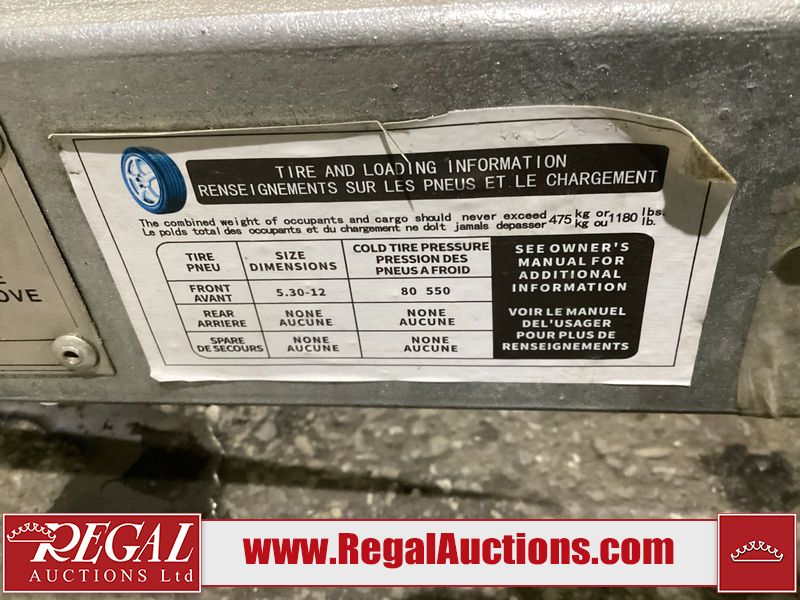 TIRE AND LOADING INFORMATION
RENSEIGNEMENTS SUR LES PNEUS ET LE CHARGEMENT
The combined weight of occupants and cargo should never exceed 475 kg or 1180 lbs.
Le poids total des occupants et du chargement ne doit jamais depasser kg ou lb.
TIRE PNEU
SIZE DIMENSIONS
COLD TIRE PRESSURE
PRESSION DES
PNEUS A FROID
SEE OWNER'S
MANUAL FOR
ADDITIONAL
INFORMATION
VOIR LE MANUEL
DEL'USAGER
POUR PLUS DE
RENSEIGNEMENTS
FRONT AVANT
5.30-12
80 550
REAR ARRIERE
NONE AUCUNE
NONE AUCUNE
SPARE DE SECOURS
NONE AUCUNE
NONE AUCUNE
E
OVE
REGAL
AUCTIONS Ltd
www.RegalAuctions.com